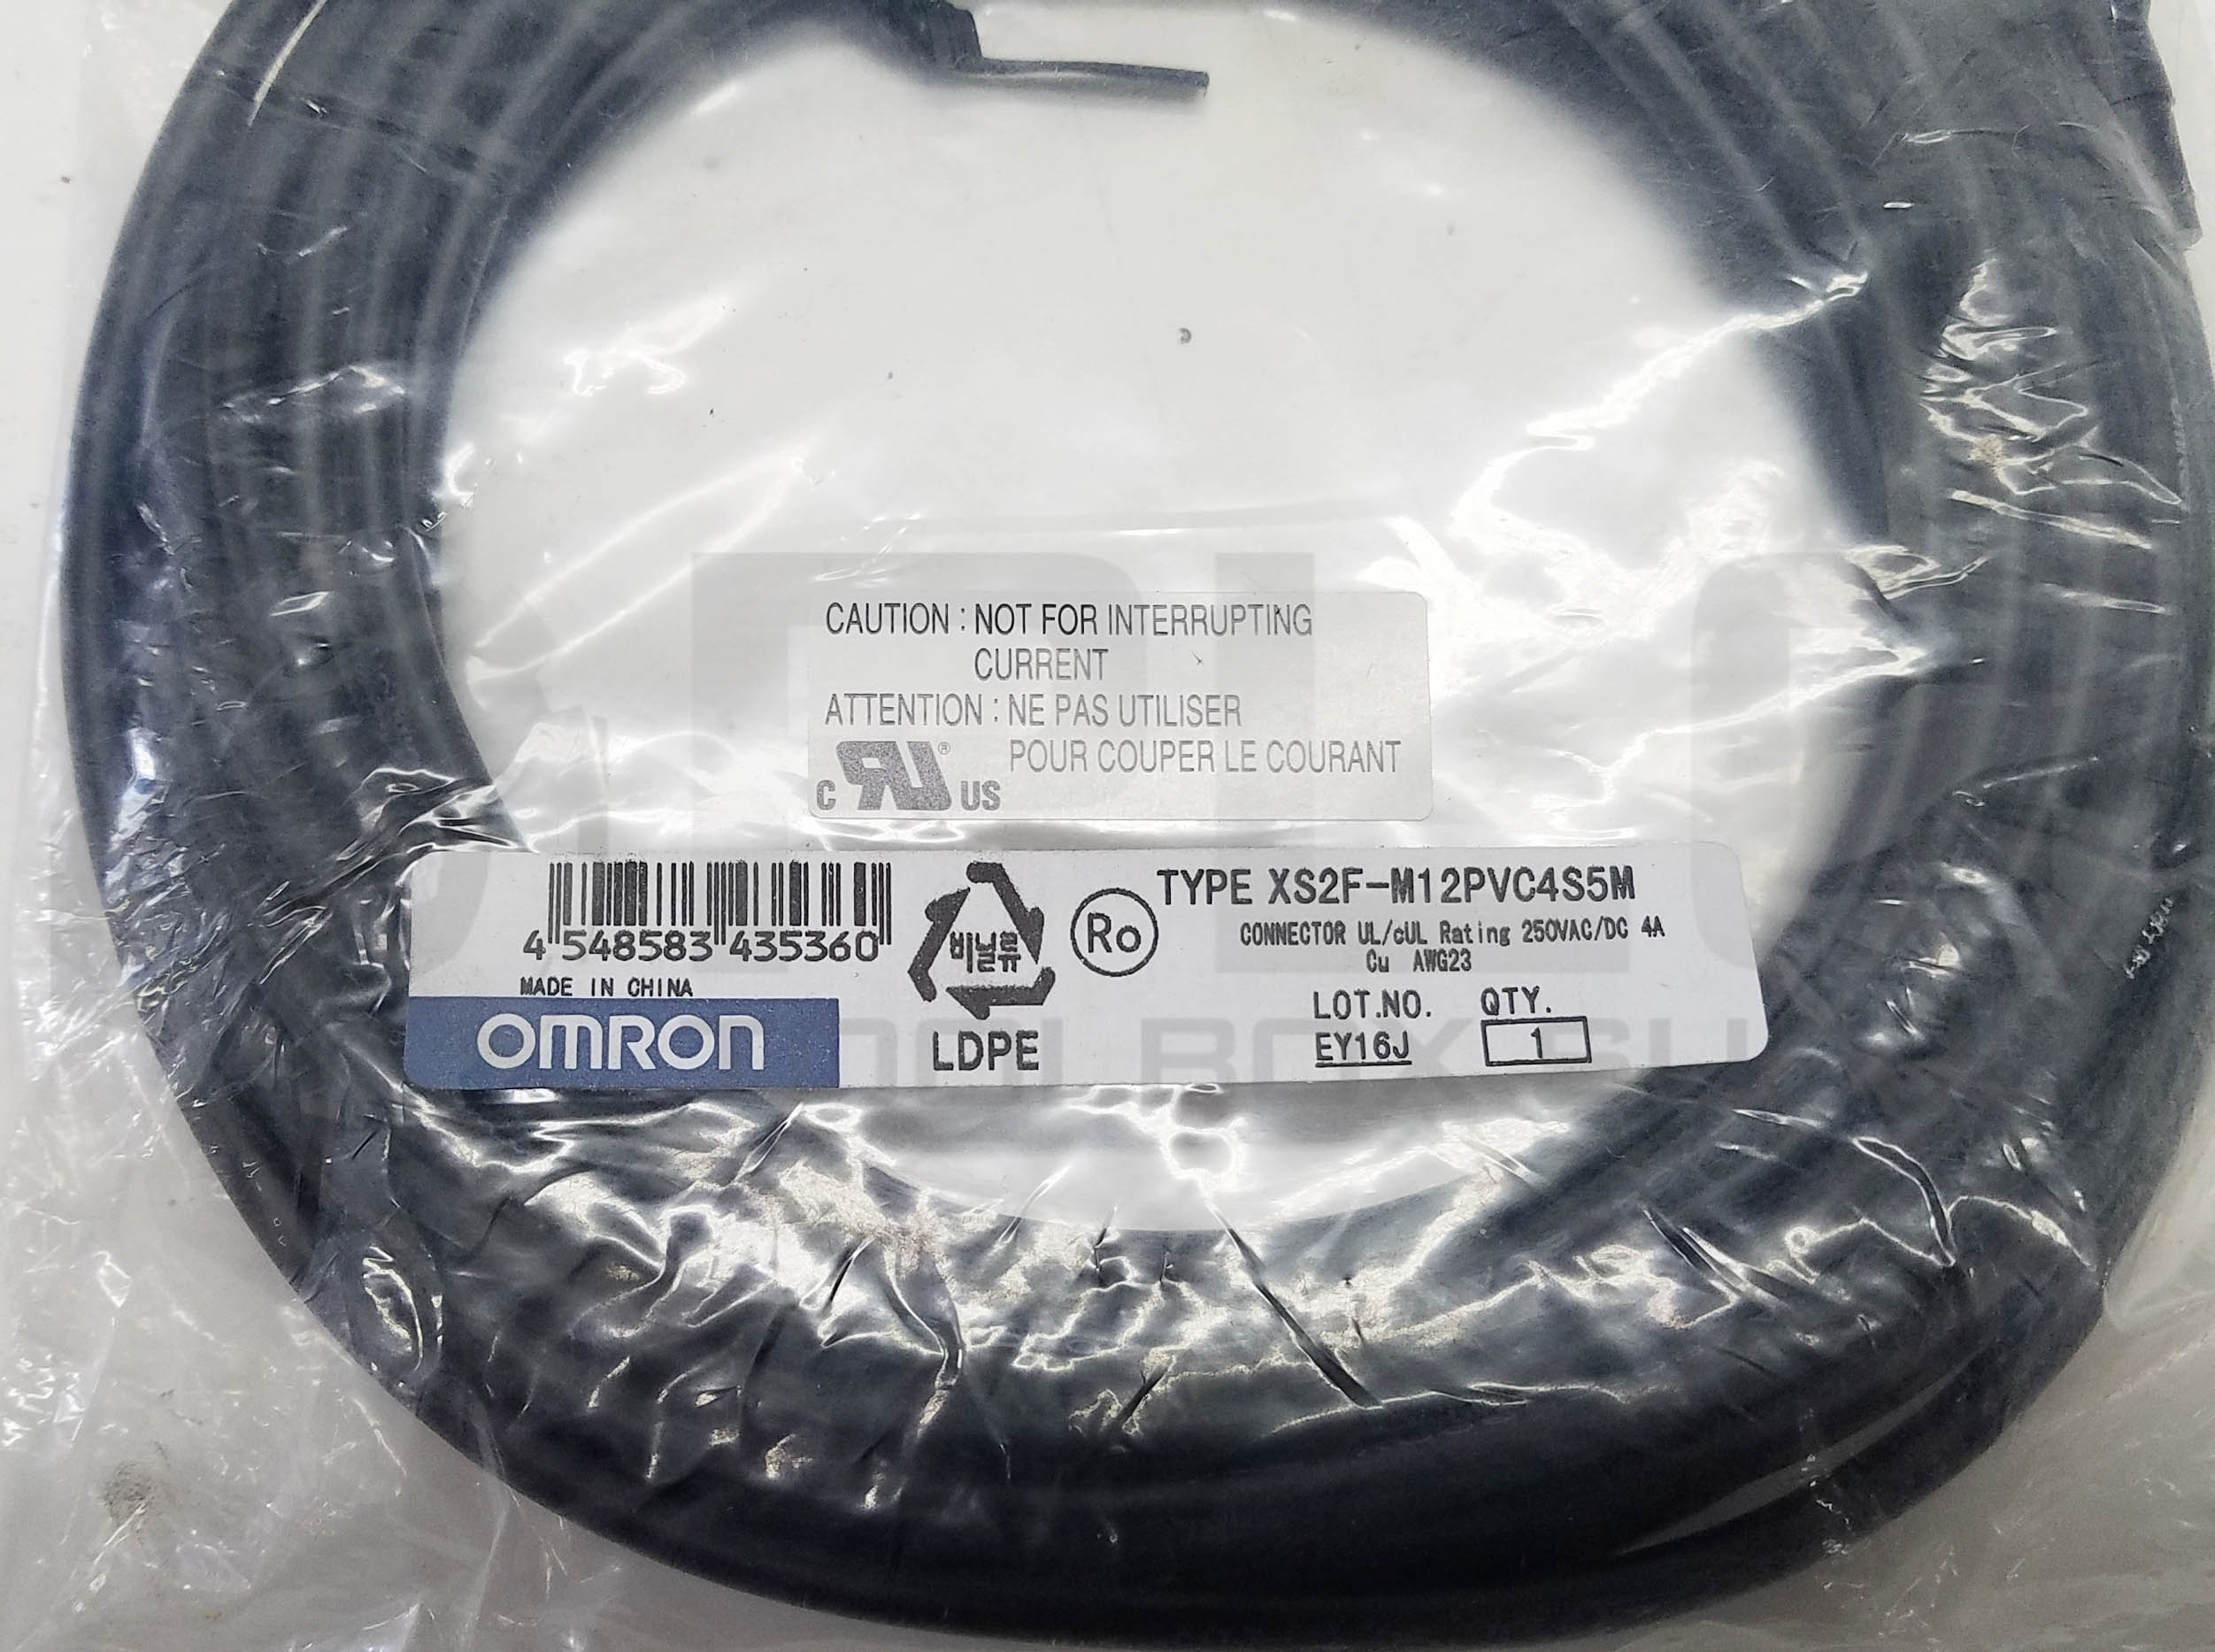 CAUTION : NOT FOR INTERRUPTING
CURRENT
ATTENTION : NE PAS UTILISER
POUR COUPER LE COURANT
C RU ® US
4 548583 435360
MADE IN CHINA
OMRON
비닐류
LDPE
Ro
TYPE XS2F-M12PVC4S5M
CONNECTOR UL/cUL Rating 250VAC/DC 4A
Cu AWG23
LOT.NO. QTY.
EY16J 1